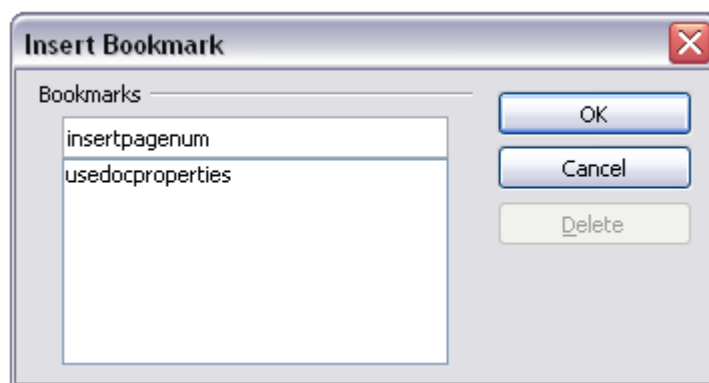 Insert Bookmark
Bookmarks
insertpagenum
usedocproperties
OK
Cancel
Delete